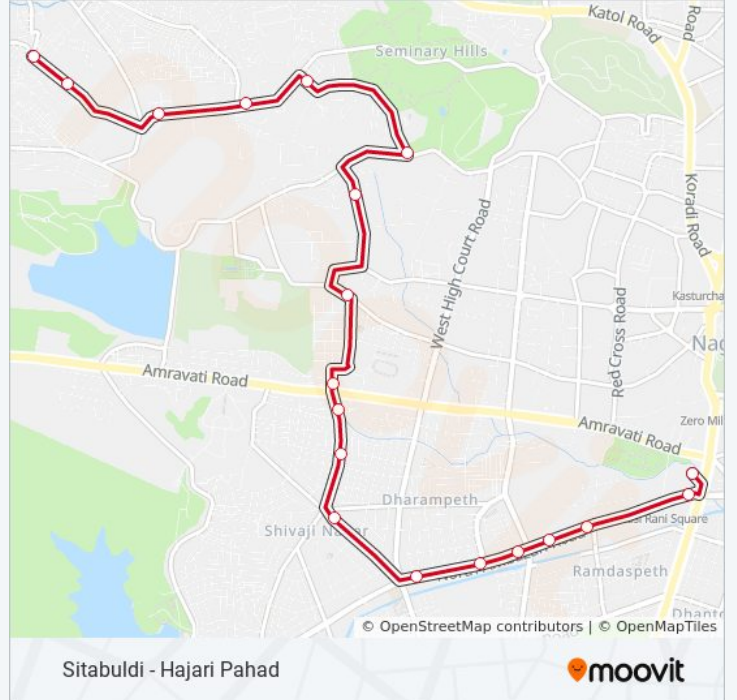 Katol Road
Road
Seminary Hills
Koradi Road
West High Court Road
Kasturcha
Red Cross Road
Nag
Amravati Road
Zero Mil
Amravati Road
Dharampeth
Rani Square
Shivaji Nagar
Ramdaspeth
Dhanto
© OpenStreetMap contributors | © OpenMapTiles
Sitabuldi - Hajari Pahad
moovit